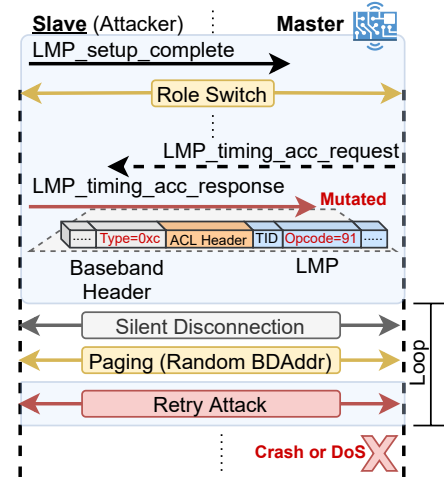 Slave (Attacker) Master
LMP_setup_complete
Role Switch
LMP_timing_acc_request
LMP_timing_acc_response
Mutated
..... Type=0xc ACL Header TID Opcode=91 .....
Baseband Header LMP
Silent Disconnection
Paging (Random BDAddr)
Retry Attack
Loop
Crash or DoS